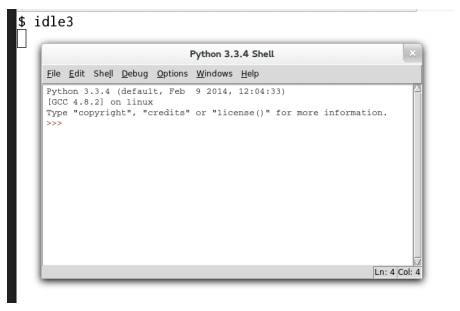 $ idle3
Python 3.3.4 Shell
File Edit Shell Debug Options Windows Help
Python 3.3.4 (default, Feb  9 2014, 12:04:33)
[GCC 4.8.2] on linux
Type "copyright", "credits" or "license()" for more information.
>>>
Ln: 4 Col: 4